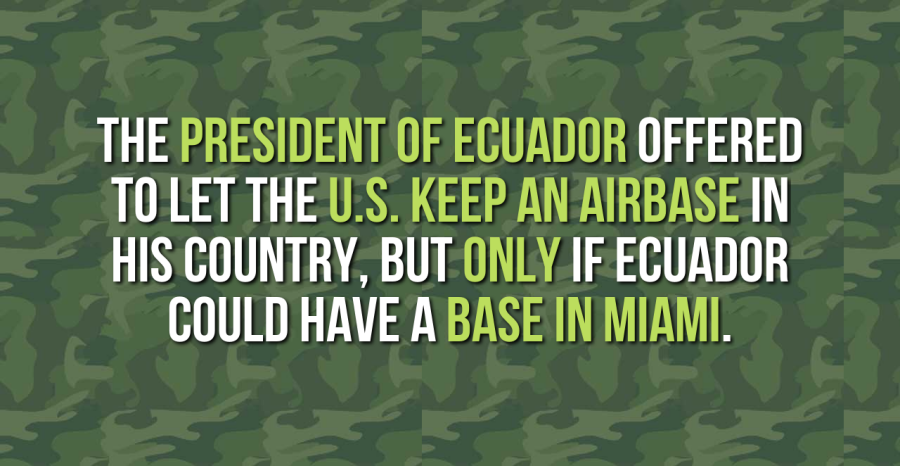 THE PRESIDENT OF ECUADOR OFFERED
TO LET THE U.S. KEEP AN AIRBASE IN
HIS COUNTRY, BUT ONLY IF ECUADOR
COULD HAVE A BASE IN MIAMI.